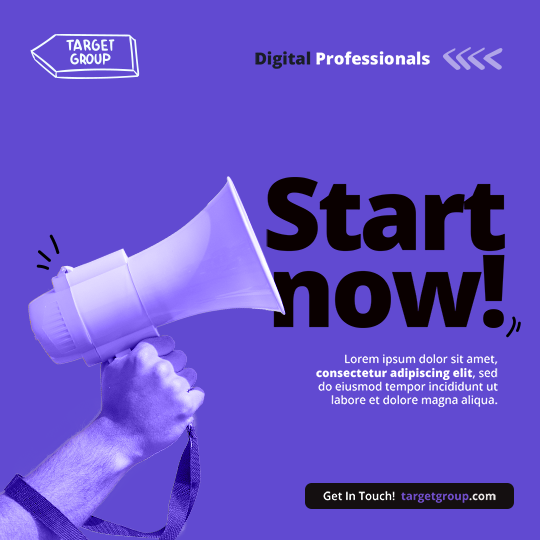 TARGET
GROUP
Digital Professionals
Start
now!
Lorem ipsum dolor sit amet,
consectetur adipiscing elit, sed
do eiusmod tempor incididunt ut
labore et dolore magna aliqua.
Get In Touch! targetgroup.com